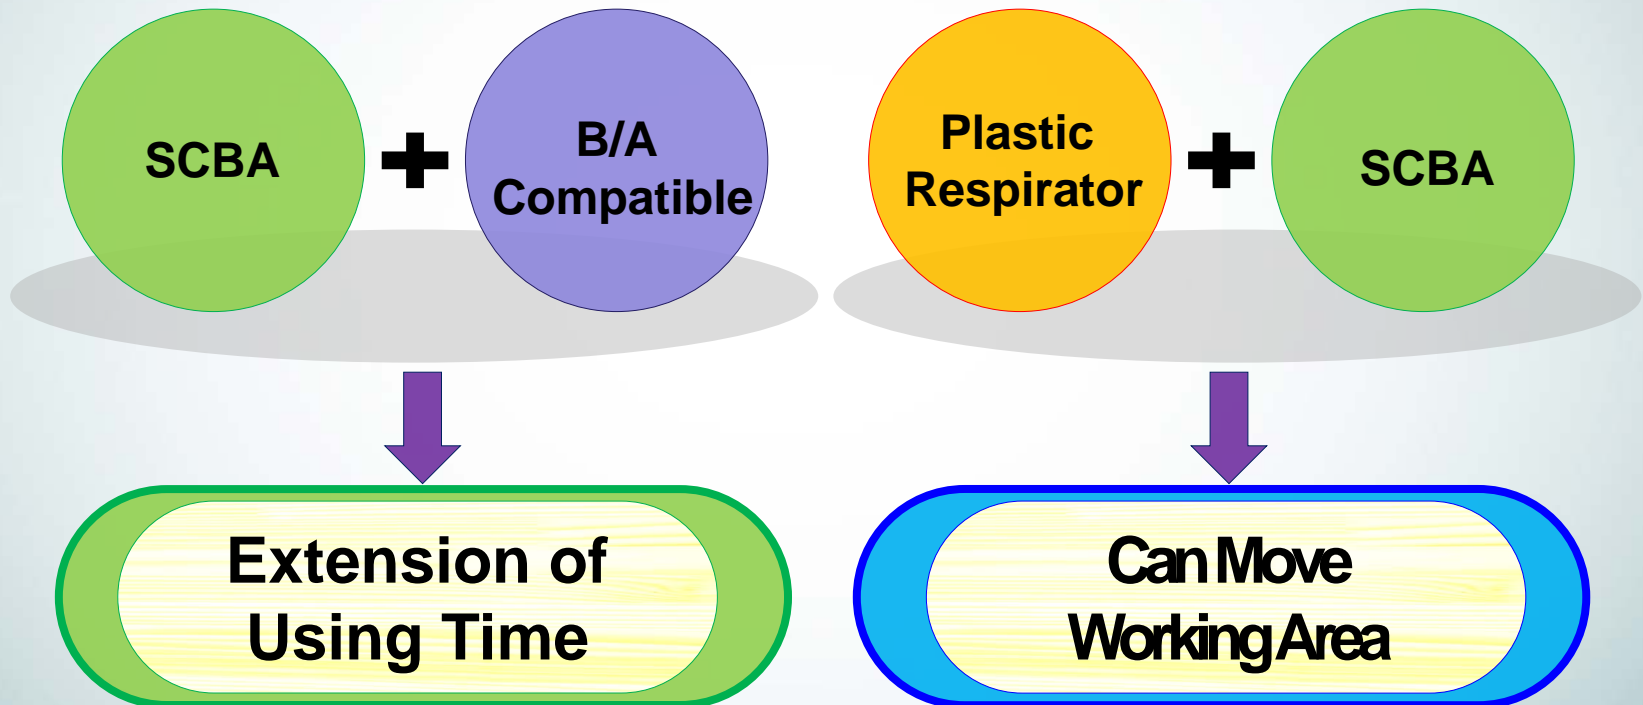 SCBA
+
B/A
Compatible
Plastic
Respirator
+
SCBA
Extension of
Using Time
Can Move
Working Area